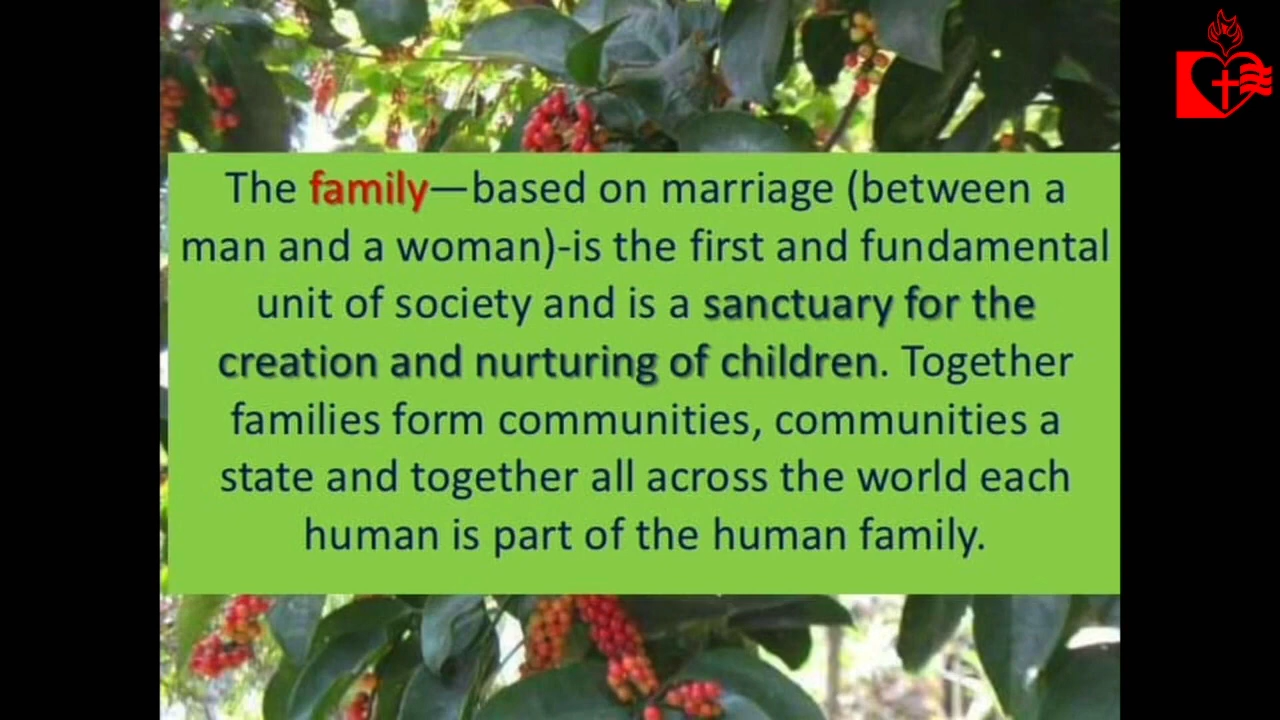 The family—based on marriage (between a
man and a woman)-is the first and fundamental
unit of society and is a sanctuary for the
creation and nurturing of children. Together
families form communities, communities a
state and together all across the world each
human is part of the human family.